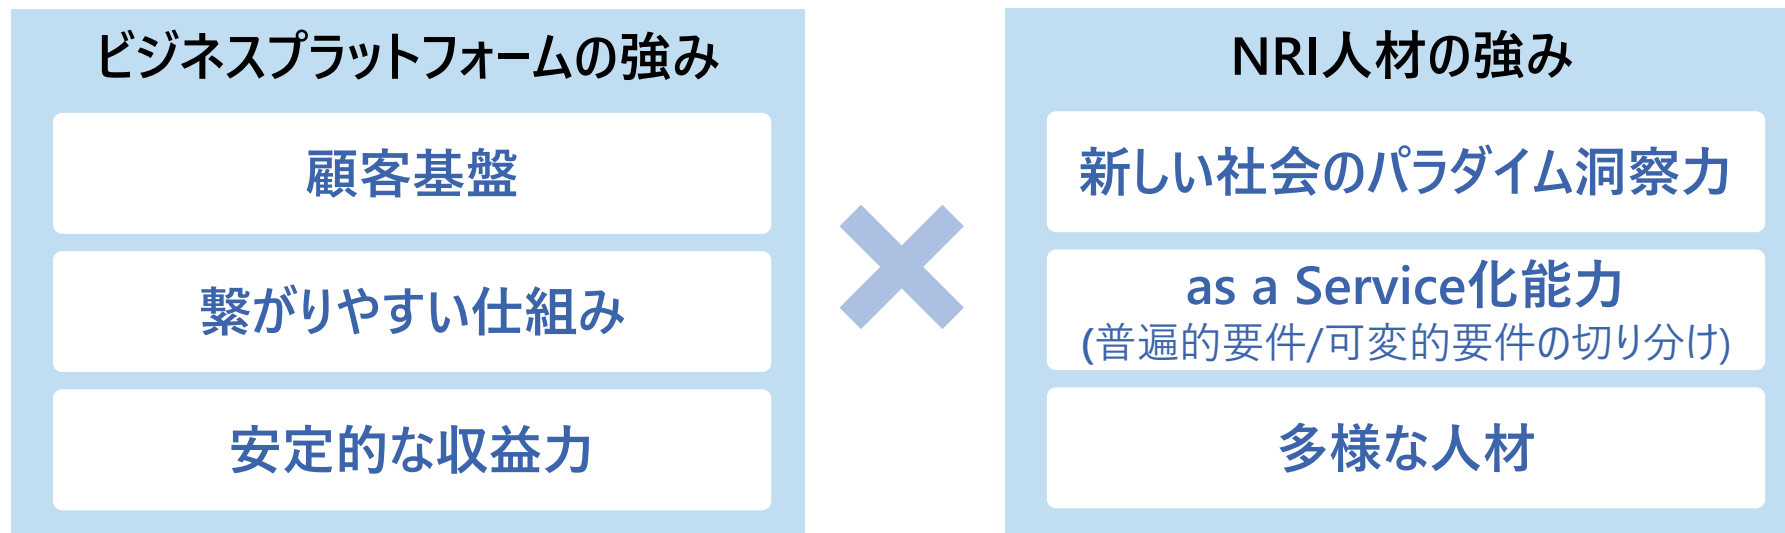 ビジネスプラットフォームの強み
顧客基盤
繋がりやすい仕組み
安定的な収益力
NRI人材の強み
新しい社会のパラダイム洞察力
as a Service化能力
(普遍的要件/可変的要件の切り分け)
多様な人材